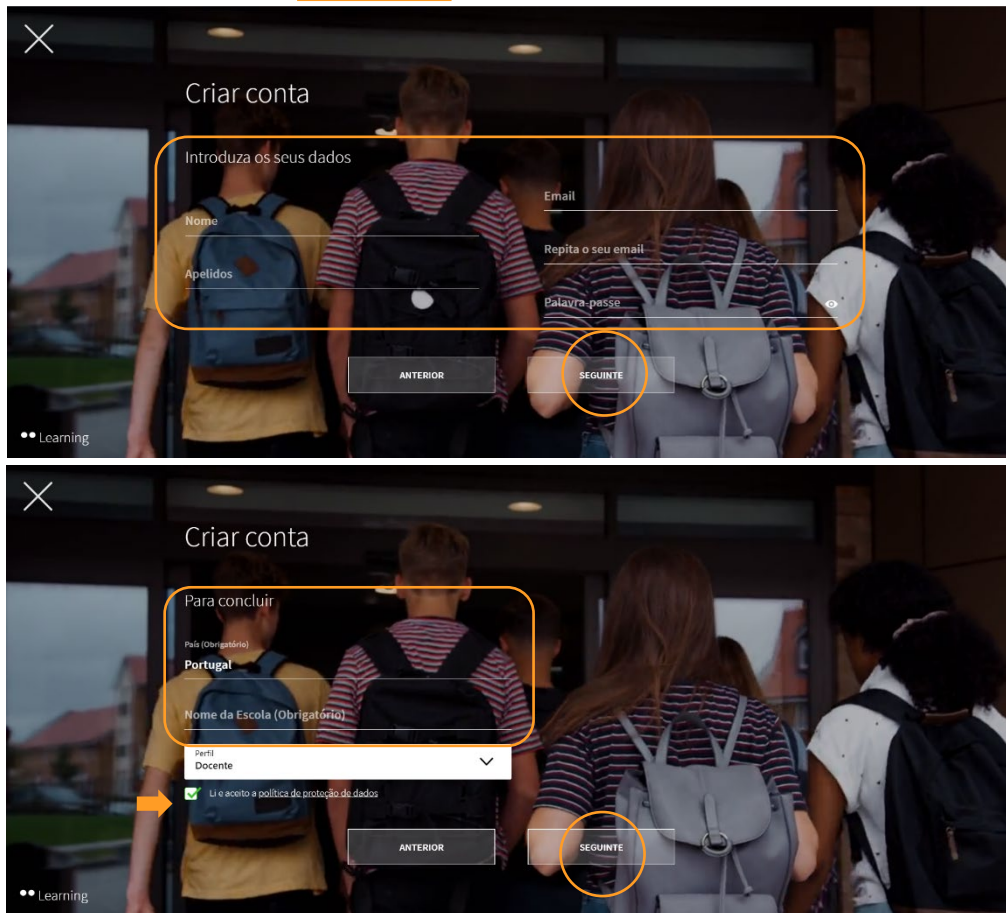 Criar conta
Introduza os seus dados
Nome
Apelidos
Email
Repita o seu email
Palavra-passe
ANTERIOR
SEGUINTE
Learning
Criar conta
Para concluir
País (Obrigatório)
Portugal
Nome da Escola (Obrigatório)
Perfil
Docente
Li e aceito a política de proteção de dados
ANTERIOR
SEGUINTE
Learning